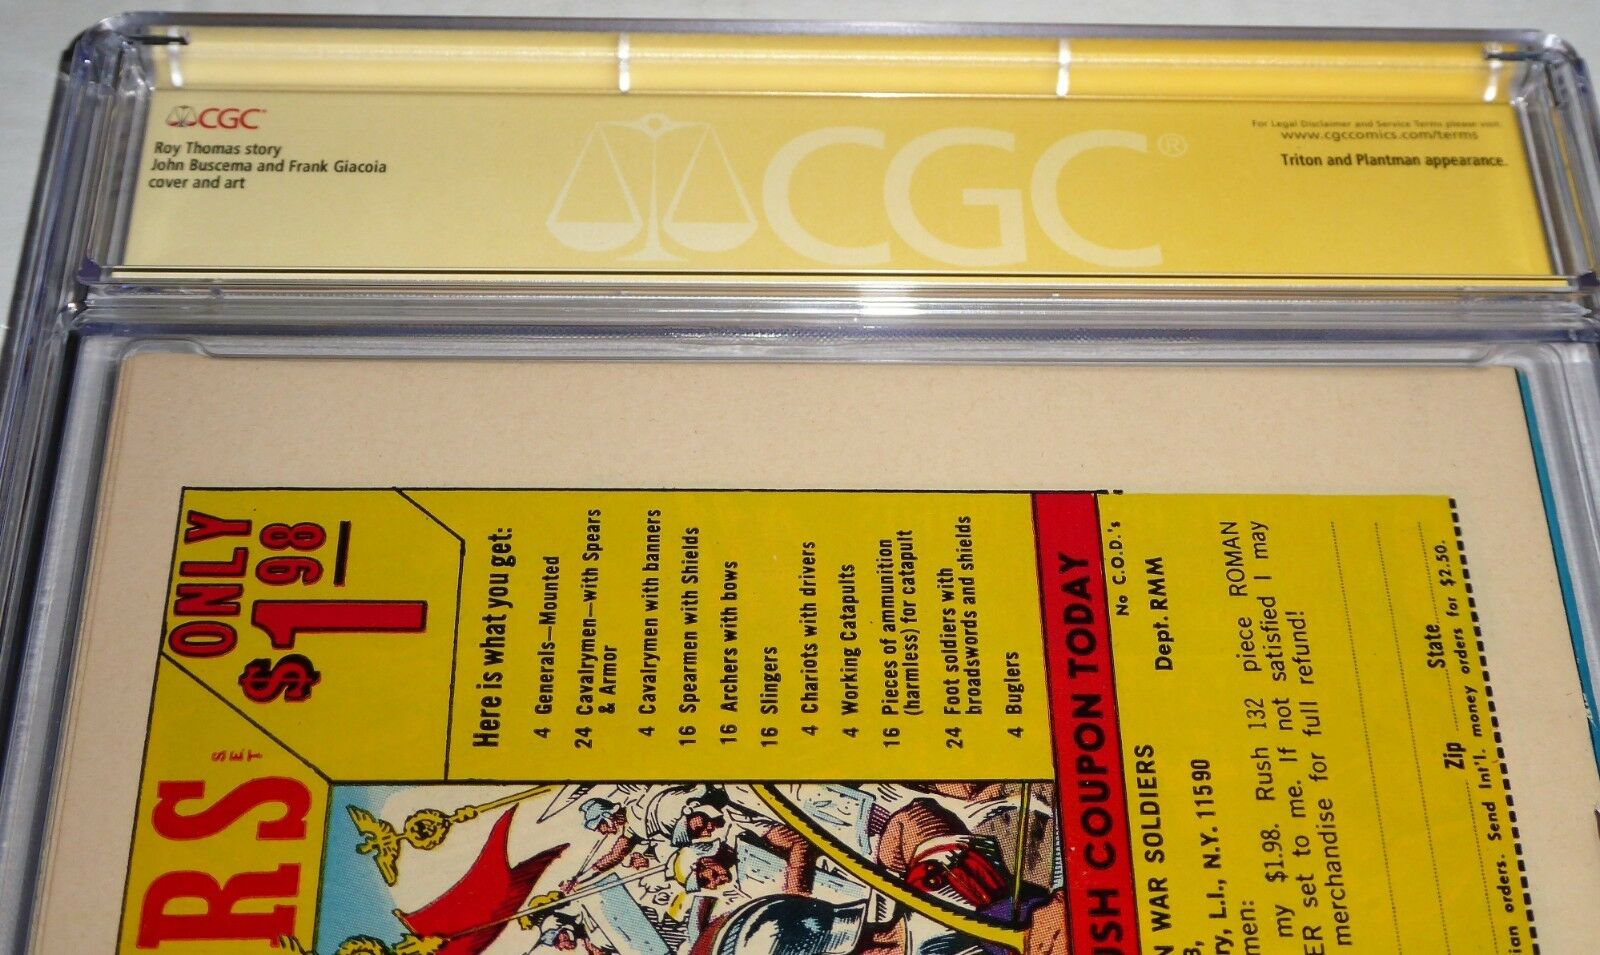 CGC
Roy Thomas story
John Buscema and Frank Giacoia
cover and art
CGC®
For Legal Disclaimer and Service Terms please visit:
www.cgccomics.com/terms
Triton and Plantman appearance.
RS
SET
ONLY
$1 98
Here is what you get:
4 Generals—Mounted
24 Cavalrymen—with Spears
& Armor
4 Cavalrymen with banners
16 Spearmen with Shields
16 Archers with bows
16 Slingers
4 Chariots with drivers
4 Working Catapults
16 Pieces of ammunition
(harmless) for catapult
24 Foot soldiers with
broadswords and shields
4 Buglers
USH COUPON TODAY
No C.O.D.'s
N WAR SOLDIERS Dept. RMM
ry, L.I., N.Y. 11590
men:
my $1.98. Rush 132 piece ROMAN
ER set to me. If not satisfied I may
merchandise for full refund!
Zip State
ian orders. Send Int'l. money orders for $2.50.